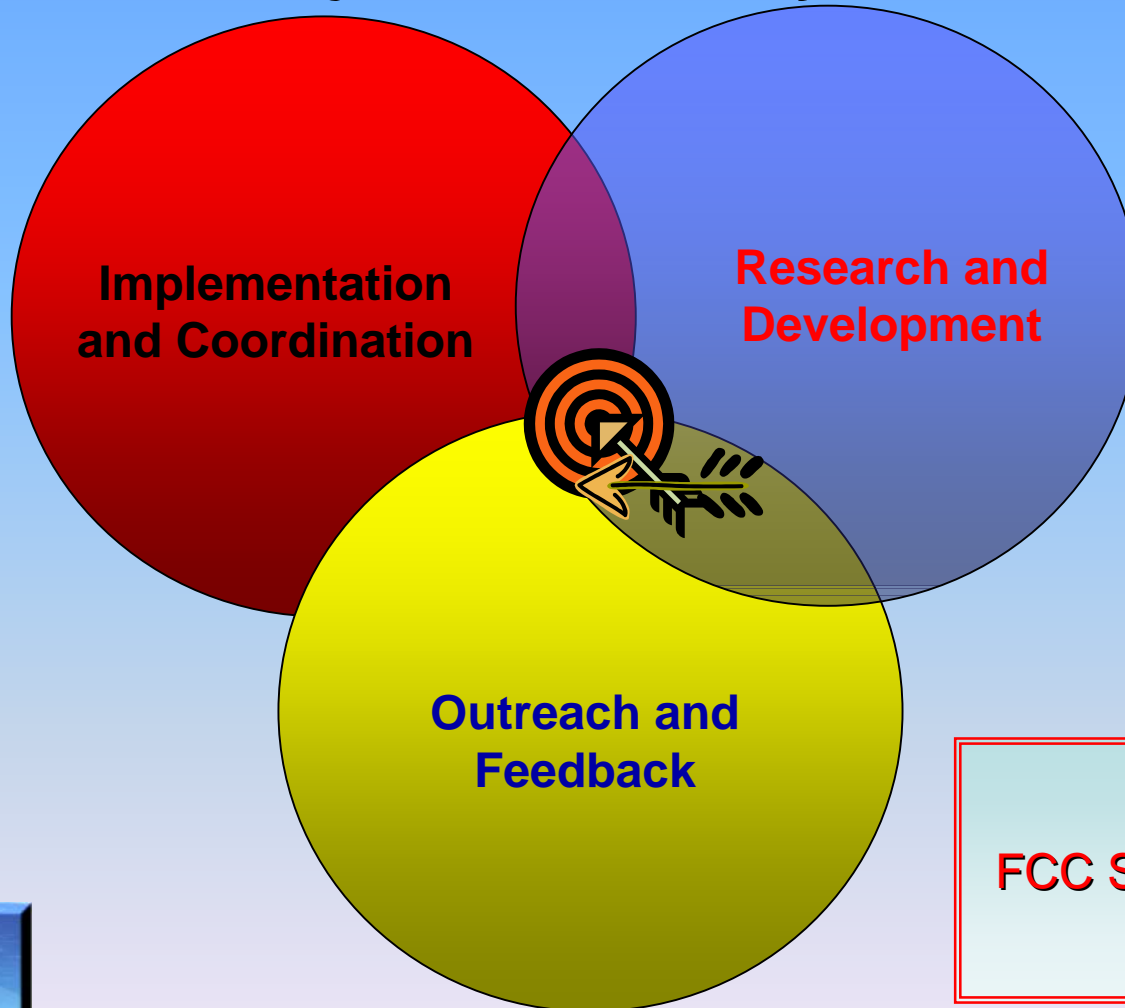 Implementation
and Coordination
Research and
Development
Outreach and
Feedback
FCC S